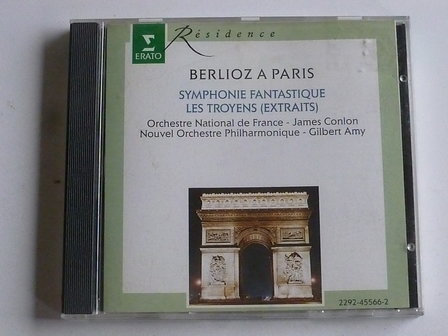 Résidence
ERATO
BERLIOZ A PARIS
SYMPHONIE FANTASTIQUE
LES TROYENS (EXTRAITS)
Orchestre National de France - James Conlon
Nouvel Orchestre Philharmonique - Gilbert Amy
2292-45566-2